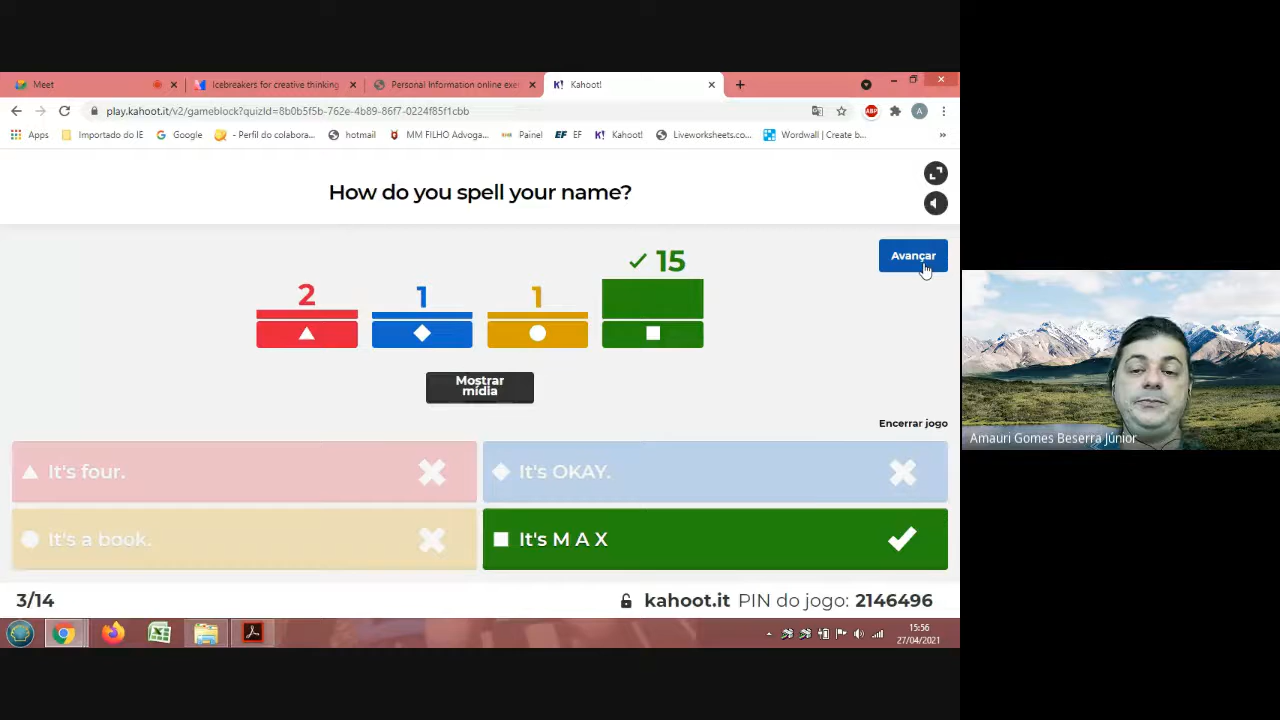 Meet
Icebreakers for creative thinking
Personal Information online exe
K! Kahoot!
play.kahoot.it/v2/gameblock?quizId=8b0b5f5b-762e-4b89-86f7-0224f85f1cbb
ABP
A
Apps
Importado do IE
Google
- Perfil do colabora...
hotmail
MM FILHO Advoga...
Painel
EF EF
K! Kahoot!
Liveworksheets.co...
Wordwall | Create b...
»
How do you spell your name?
Avançar
2
1
1
15
Mostrar
mídia
Encerrar jogo
It's four.
It's OKAY.
It's a book.
It's M A X
3/14
kahoot.it PIN do jogo: 2146496
15:56
27/04/2021
Amauri Gomes Beserra Júnior